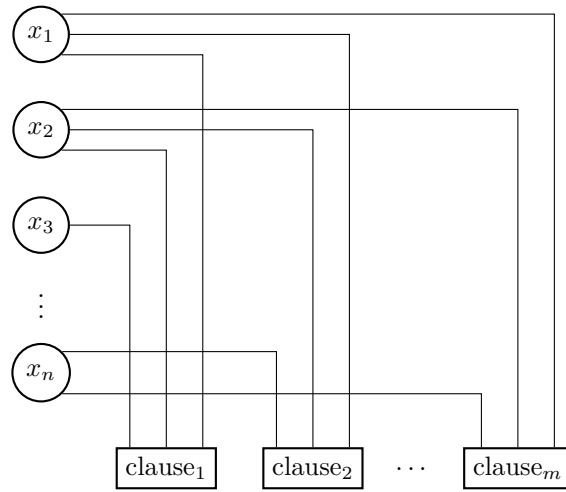 x₁
x₂
x₃
⋮
xₙ
clause₁ clause₂ ⋯ clauseₘ